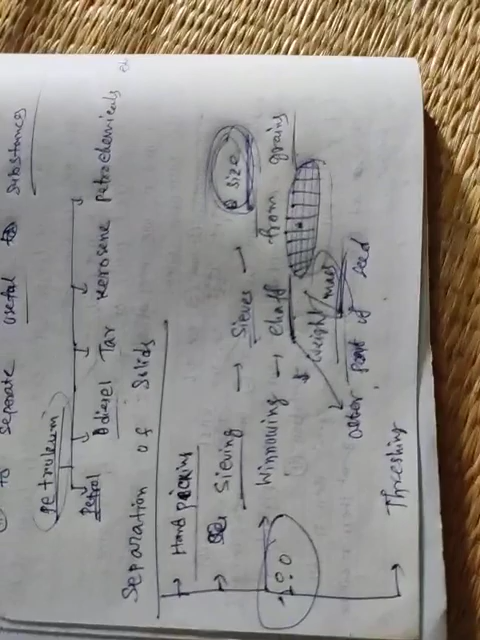 to separate useful substances
petroleum
Petrol diesel Tar kerosene petrochemicals
Separation of Solids
→ Hand picking
→ Sieving → Sieves → size
→ Winnowing → chaff from grains
weight/mass
outer part of seed
→ Threshing